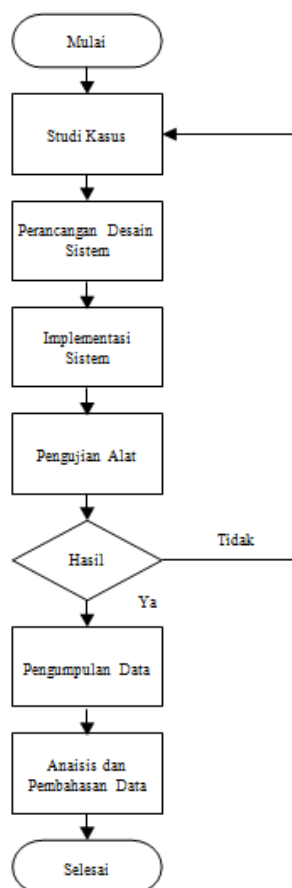 Mulai
Studi Kasus
Perancangan Desain
Sistem
Implementasi
Sistem
Pengujian Alat
Hasil
Tidak
Ya
Pengumpulan Data
Anaisis dan
Pembahasan Data
Selesai